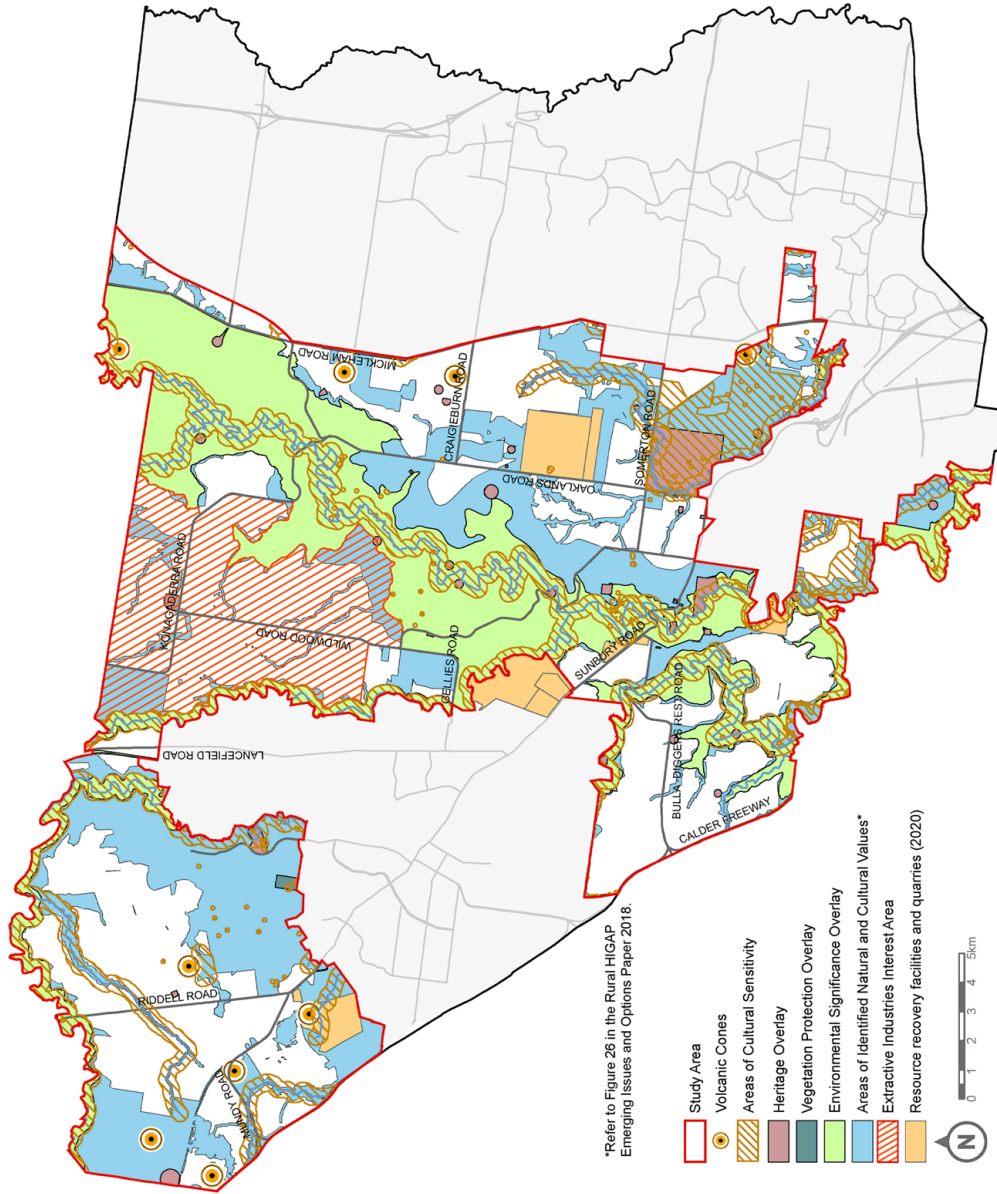 LANCEFIELD ROAD
KONAGADERRA ROAD
WILDWOOD ROAD
GELLIES ROAD
MICKLEHAM ROAD
CRAIGIEBURN ROAD
OAKLANDS ROAD
SOMERTON ROAD
SUNBURY ROAD
BULLA-DIGGERS REST ROAD
CALDER FREEWAY
RIDDELL ROAD
MUNDY ROAD
*Refer to Figure 26 in the Rural HIGAP
Emerging Issues and Options Paper 2018.
Study Area
Volcanic Cones
Areas of Cultural Sensitivity
Heritage Overlay
Vegetation Protection Overlay
Environmental Significance Overlay
Areas of Identified Natural and Cultural Values*
Extractive Industries Interest Area
Resource recovery facilities and quarries (2020)
N
0 1 2 3 4 5km